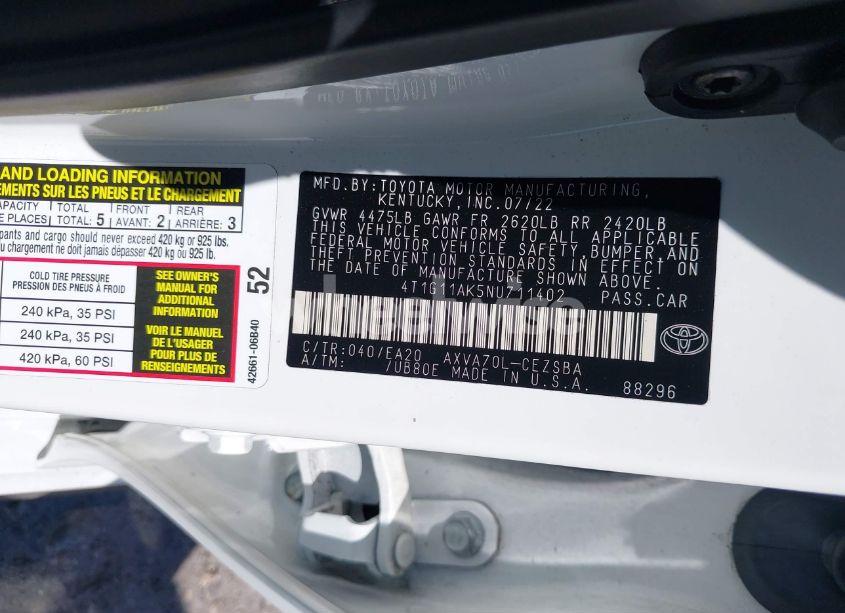 AND LOADING INFORMATION
EMENTS SUR LES PNEUS ET LE CHARGEMENT
APACITY TOTAL: 5 FRONT 2 REAR 3
E PLACES AVANT: ARRIÈRE:
pants and cargo should never exceed 420 kg or 925 lbs.
u chargement ne doit jamais dépasser 420 kg ou 925 lb.
COLD TIRE PRESSURE
PRESSION DES PNEUS À FROID
240 kPa, 35 PSI
240 kPa, 35 PSI
420 kPa, 60 PSI
SEE OWNER'S
MANUAL FOR
ADDITIONAL
INFORMATION
VOIR LE MANUEL
DE L'USAGER
POUR PLUS DE
RENSEIGNEMENTS
52
42661-06B40
MFD.BY:TOYOTA MOTOR MANUFACTURING,
KENTUCKY,INC.07/22
GVWR 4475LB GAWR FR 2620LB RR 2420LB
THIS VEHICLE CONFORMS TO ALL APPLICABLE
FEDERAL MOTOR VEHICLE SAFETY,BUMPER,AND
THEFT PREVENTION STANDARDS IN EFFECT ON
THE DATE OF MANUFACTURE SHOWN ABOVE.
4T1G11AK5NU711402 PASS.CAR
C/TR:040/EA20 AXVA70L-CEZSBA
A/TM: /UB80E MADE IN U.S.A.
88296